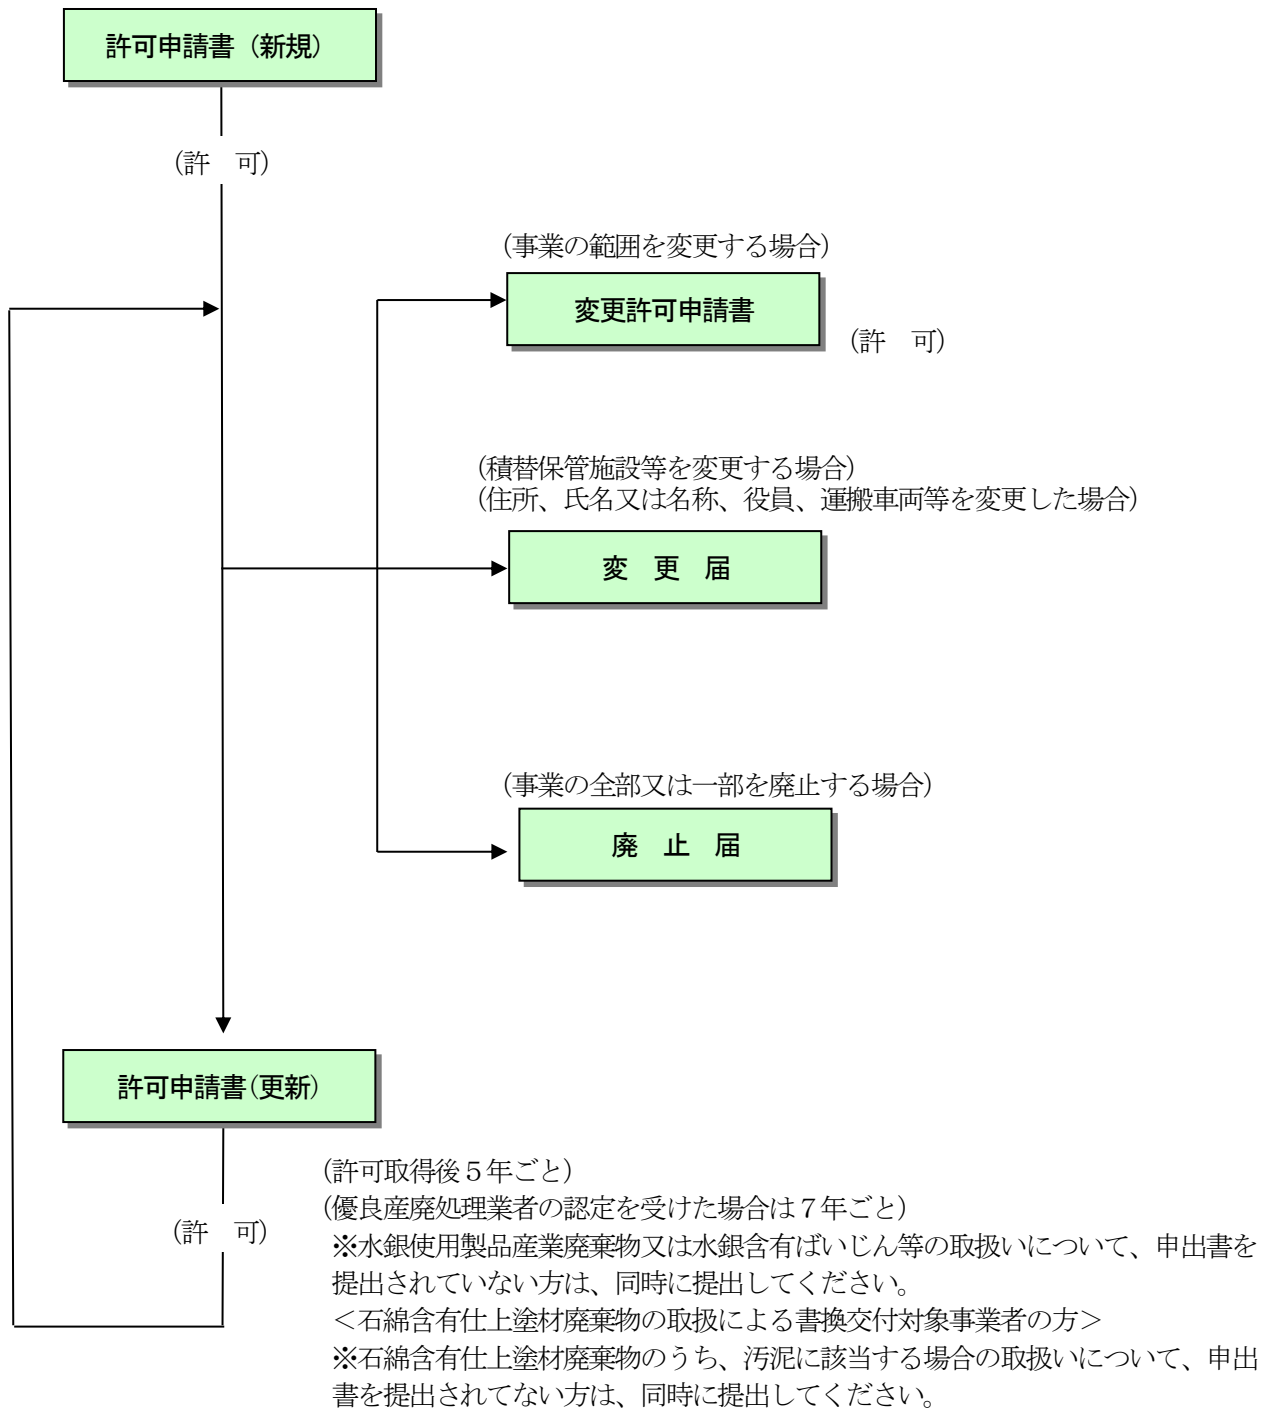 許可申請書（新規）
（許　可）
（事業の範囲を変更する場合）
変更許可申請書
（許　可）
（積替保管施設等を変更する場合）
（住所、氏名又は名称、役員、運搬車両等を変更した場合）
変　更　届
（事業の全部又は一部を廃止する場合）
廃　止　届
許可申請書（更新）
（許可取得後５年ごと）
（優良産廃処理業者の認定を受けた場合は７年ごと）
（許　可）
※水銀使用製品産業廃棄物又は水銀含有ばいじん等の取扱いについて、申出書を
提出されていない方は、同時に提出してください。
＜石綿含有仕上塗材廃棄物の取扱による書換交付対象事業者の方＞
※石綿含有仕上塗材廃棄物のうち、汚泥に該当する場合の取扱いについて、申出
書を提出されてない方は、同時に提出してください。